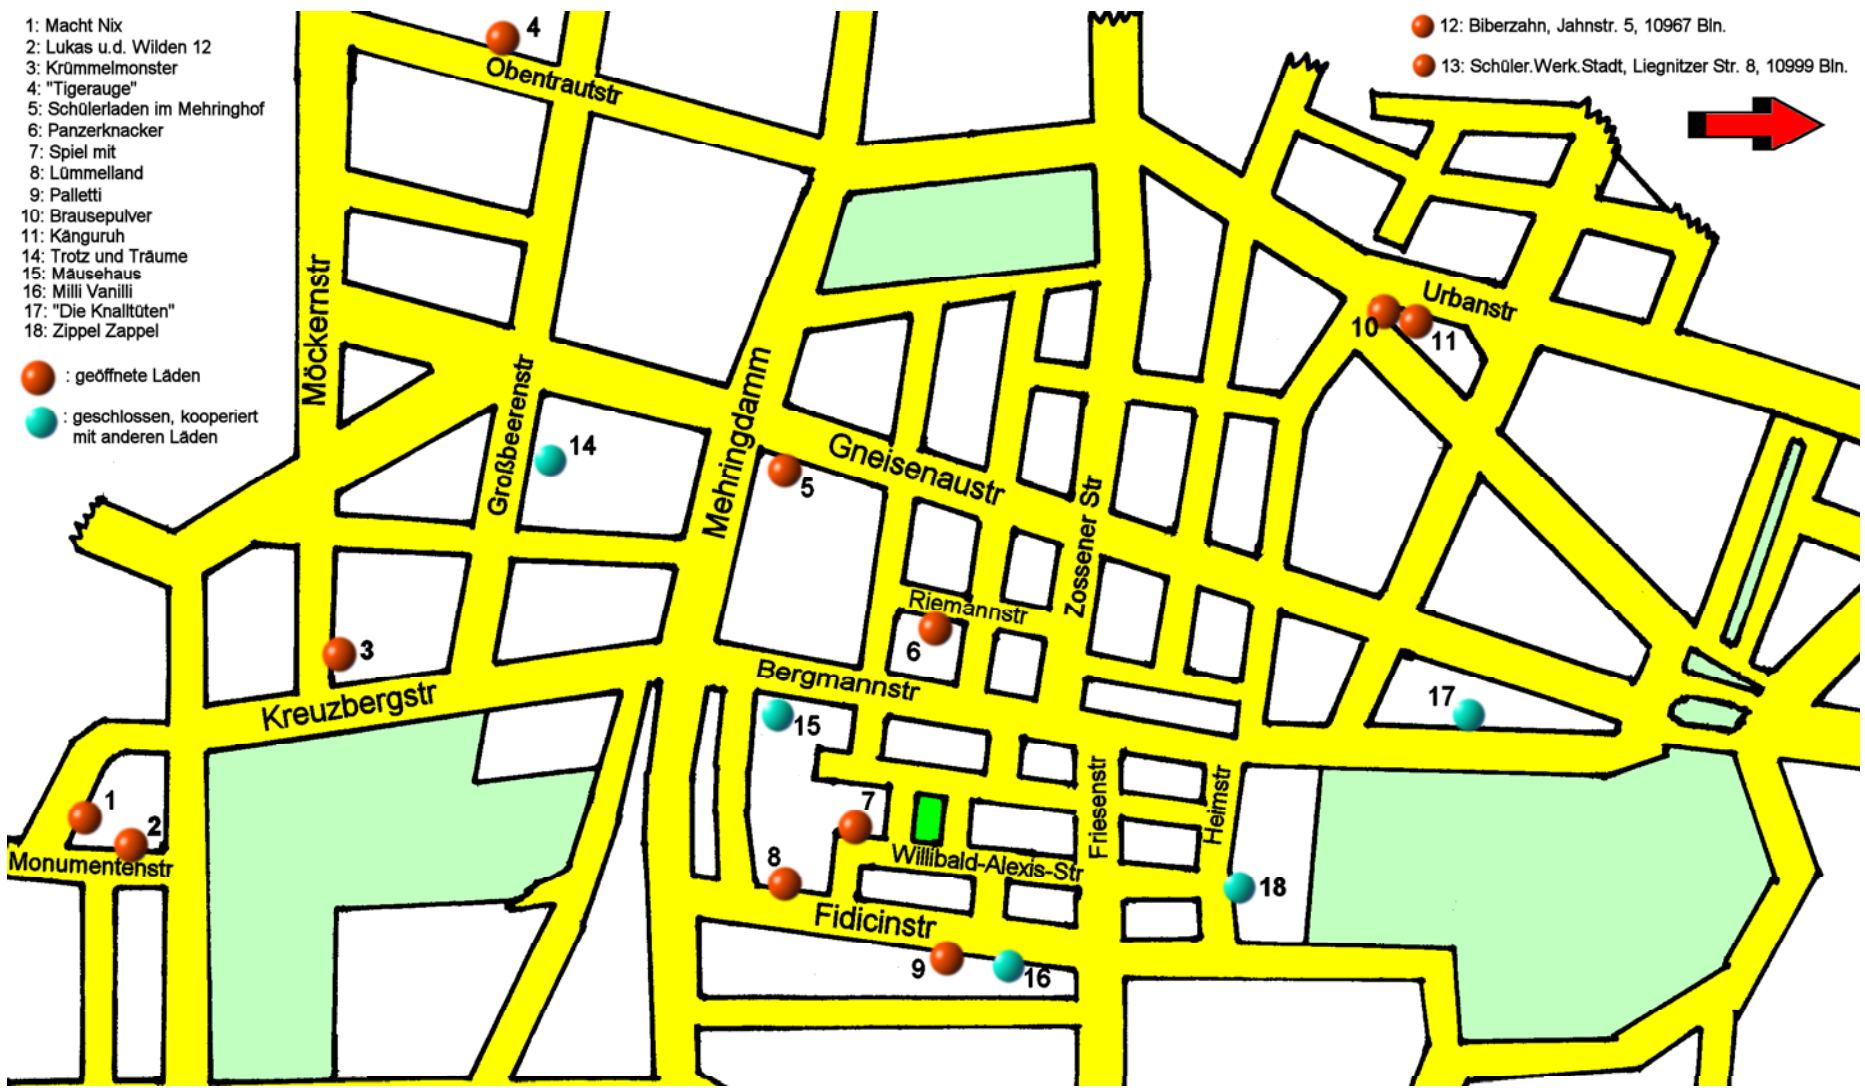 1: Macht Nix
2: Lukas u.d. Wilden 12
3: Krümmelmonster
4: "Tigerauge"
5: Schülerladen im Mehringhof
6: Panzerknacker
7: Spiel mit
8: Lümmelland
9: Palletti
10: Brausepulver
11: Känguruh
14: Trotz und Träume
15: Mäusehaus
16: Milli Vanilli
17: "Die Knalltüten"
18: Zippel Zappel
: geöffnete Läden
: geschlossen, kooperiert
mit anderen Läden
12: Biberzahn, Jahnstr. 5, 10967 Bln.
13: Schüler.Werk.Stadt, Liegnitzer Str. 8, 10999 Bln.
4
Obentrautstr
Möckernstr
Urbanstr
10
11
Großbeerenstr
Mehringdamm
14
5
Gneisenaustr
Zossener Str
Riemannstr
6
3
Kreuzbergstr
Bergmannstr
15
17
1
2
Monumentenstr
7
Friesenstr
Heimstr
Willibald-Alexis-Str
8
18
Fidicinstr
9
16